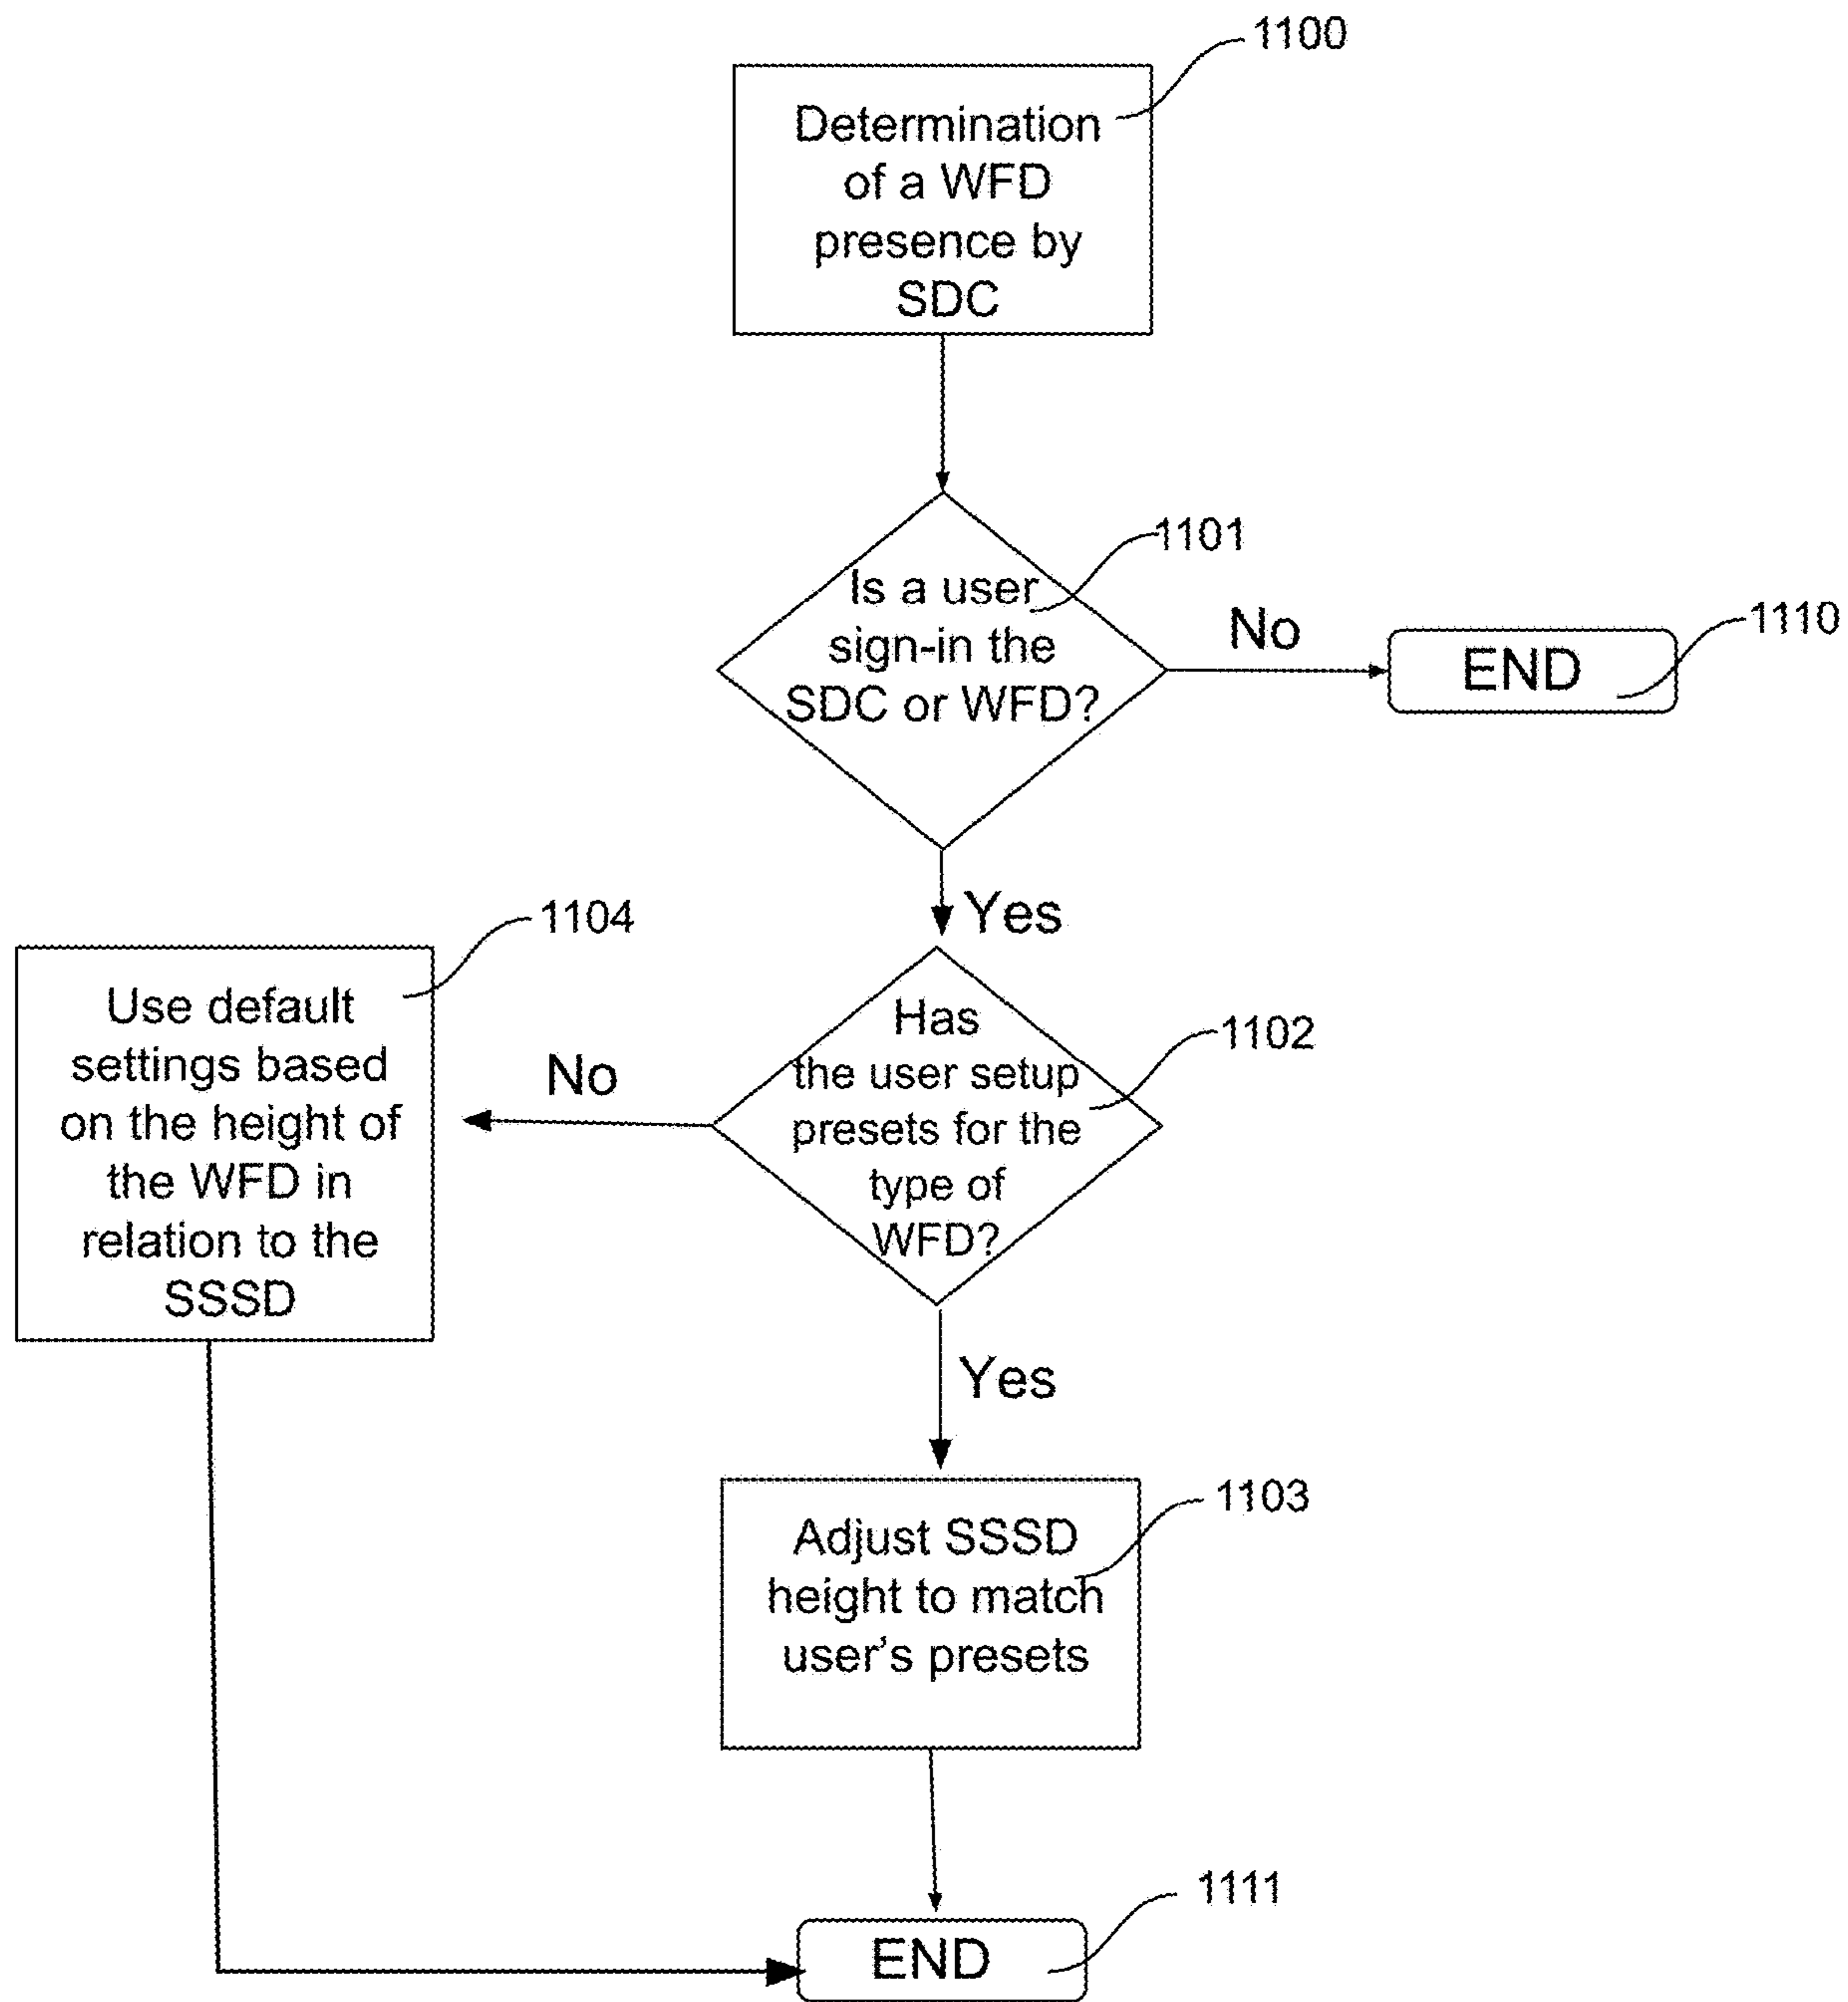 1100
Determination
of a WFD
presence by
SDC
1101
Is a user
sign-in the
SDC or WFD?
No
1110
END
Yes
1104
Use default
settings based
on the height of
the WFD in
relation to the
SSSD
No
Has
the user setup
presets for the
type of
WFD?
1102
Yes
1103
Adjust SSSD
height to match
user's presets
1111
END